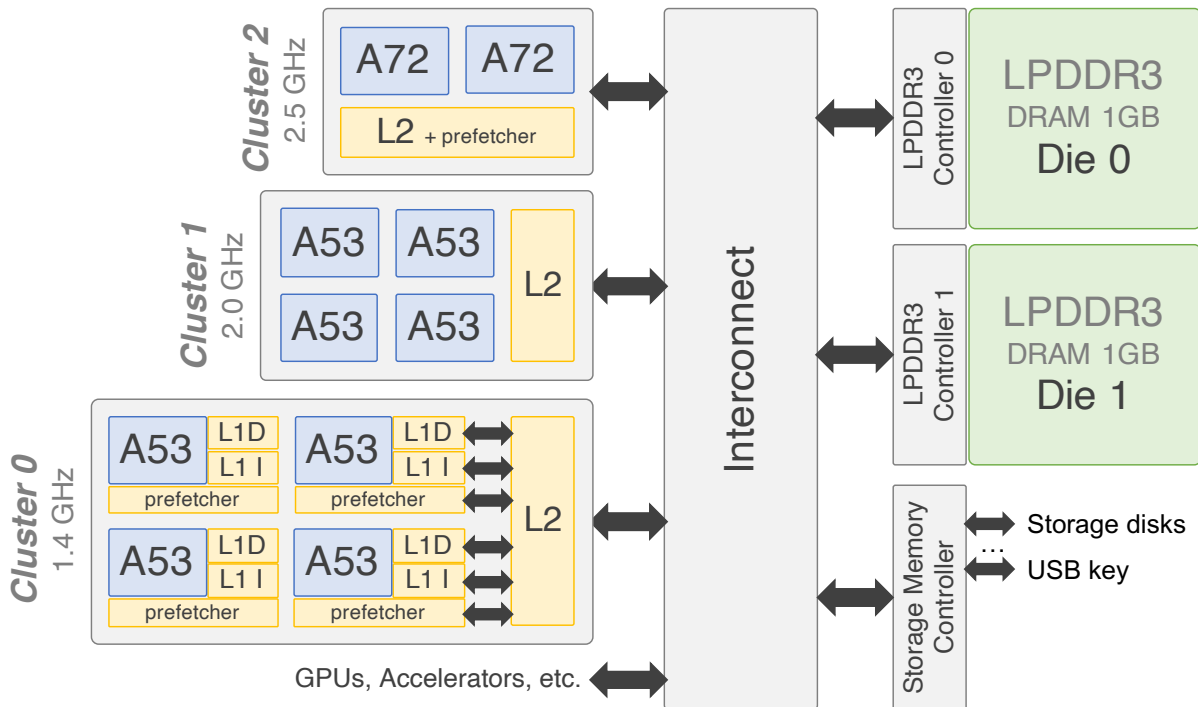 Cluster 2
2.5 GHz
A72 A72
L2 + prefetcher
Cluster 1
2.0 GHz
A53 A53
A53 A53
L2
Cluster 0
1.4 GHz
A53 L1D A53 L1D
L1 I L1 I
prefetcher prefetcher
A53 L1D A53 L1D
L1 I L1 I
prefetcher prefetcher
L2
GPUs, Accelerators, etc.
Interconnect
LPDDR3
Controller 0
LPDDR3
DRAM 1GB
Die 0
LPDDR3
Controller 1
LPDDR3
DRAM 1GB
Die 1
Storage Memory
Controller
Storage disks
...
USB key